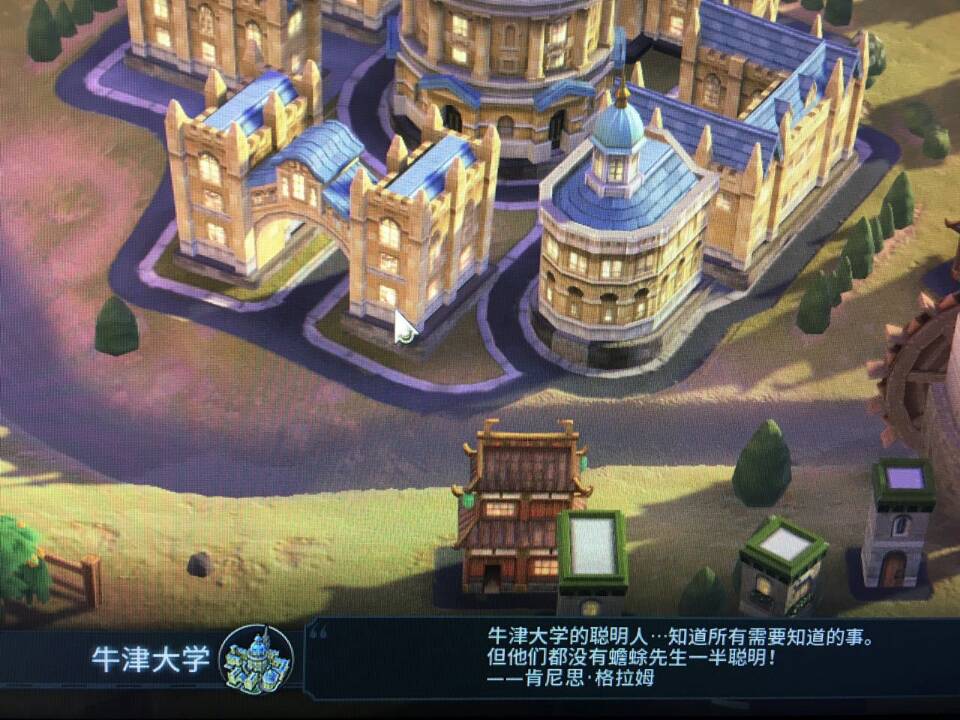 牛津大学
牛津大学的聪明人…知道所有需要知道的事。
但他们都没有蟾蜍先生一半聪明！
——肯尼思·格拉姆